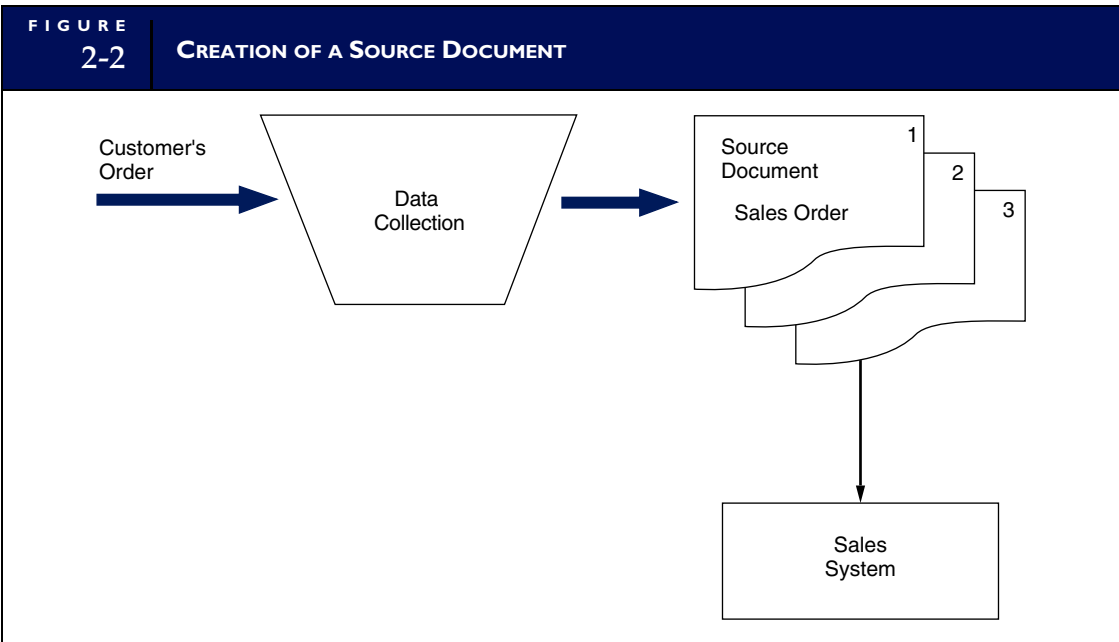 FIGURE
2-2
CREATION OF A SOURCE DOCUMENT
Customer's
Order
Data
Collection
Source
Document
Sales Order
1
2
3
Sales
System